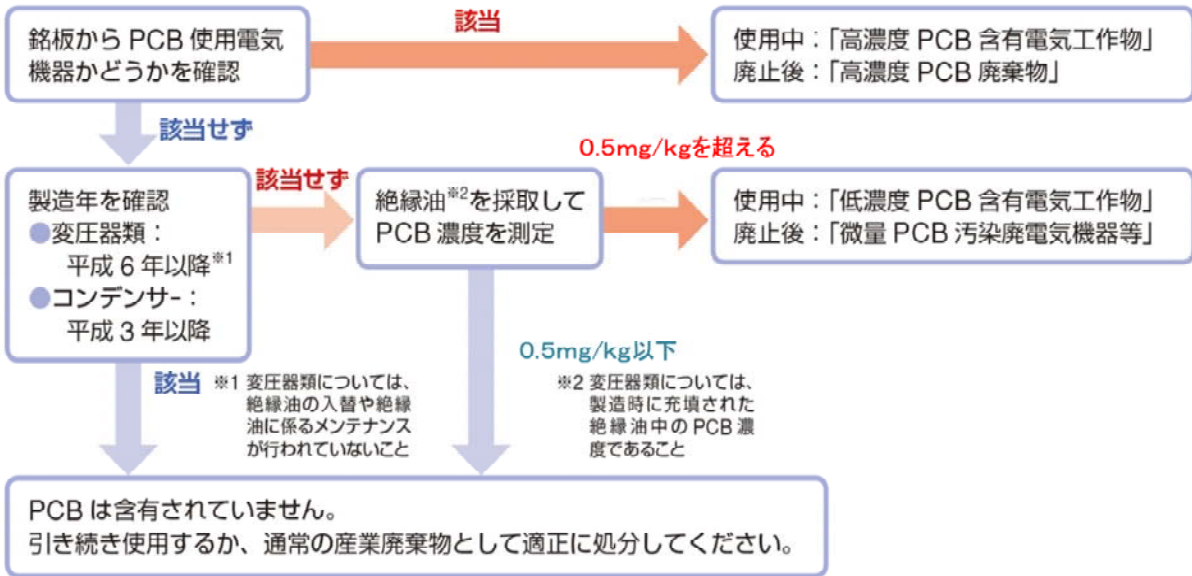 銘板から PCB 使用電気
機器かどうかを確認
該当
使用中：「高濃度 PCB 含有電気工作物」
廃止後：「高濃度 PCB 廃棄物」
該当せず
製造年を確認
●変圧器類：
平成 6 年以降※1
●コンデンサｰ：
平成 3 年以降
該当せず
絶縁油※2を採取して
PCB 濃度を測定
0.5mg/kgを超える
使用中：「低濃度 PCB 含有電気工作物」
廃止後：「微量 PCB 汚染廃電気機器等」
該当
※1 変圧器類については、
絶縁油の入替や絶縁
油に係るメンテナンス
が行われていないこと
0.5mg/kg以下
※2 変圧器類については、
製造時に充填された
絶縁油中のPCB 濃
度であること
PCB は含有されていません。
引き続き使用するか、通常の産業廃棄物として適正に処分してください。